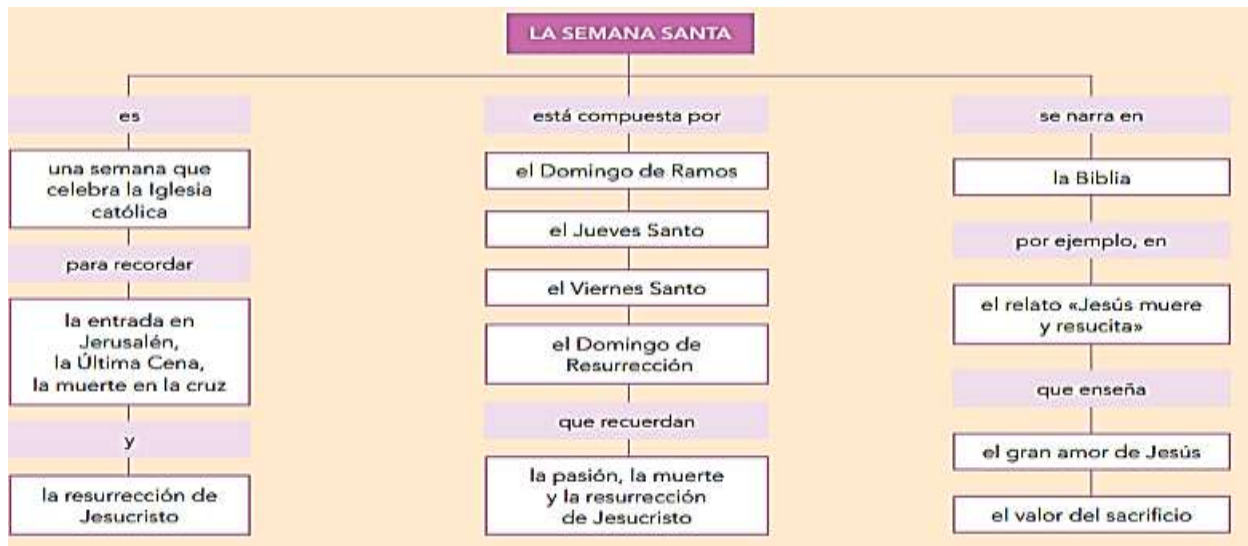 LA SEMANA SANTA
es
una semana que
celebra la Iglesia
católica
para recordar
la entrada en
Jerusalén,
la Última Cena,
la muerte en la cruz
y
la resurrección de
Jesucristo
está compuesta por
el Domingo de Ramos
el Jueves Santo
el Viernes Santo
el Domingo de
Resurrección
que recuerdan
la pasión, la muerte
y la resurrección
de Jesucristo
se narra en
la Biblia
por ejemplo, en
el relato «Jesús muere
y resucita»
que enseña
el gran amor de Jesús
el valor del sacrificio